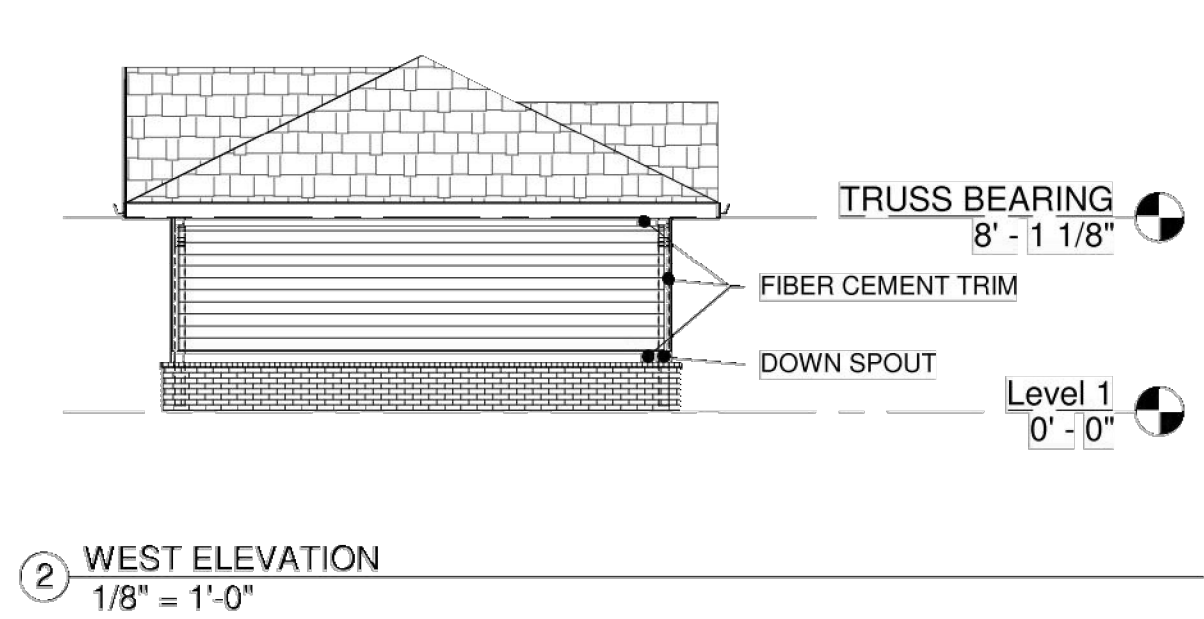 TRUSS BEARING
8' - 1 1/8"
FIBER CEMENT TRIM
DOWN SPOUT
Level 1
0' - 0"
2 WEST ELEVATION
1/8" = 1'-0"